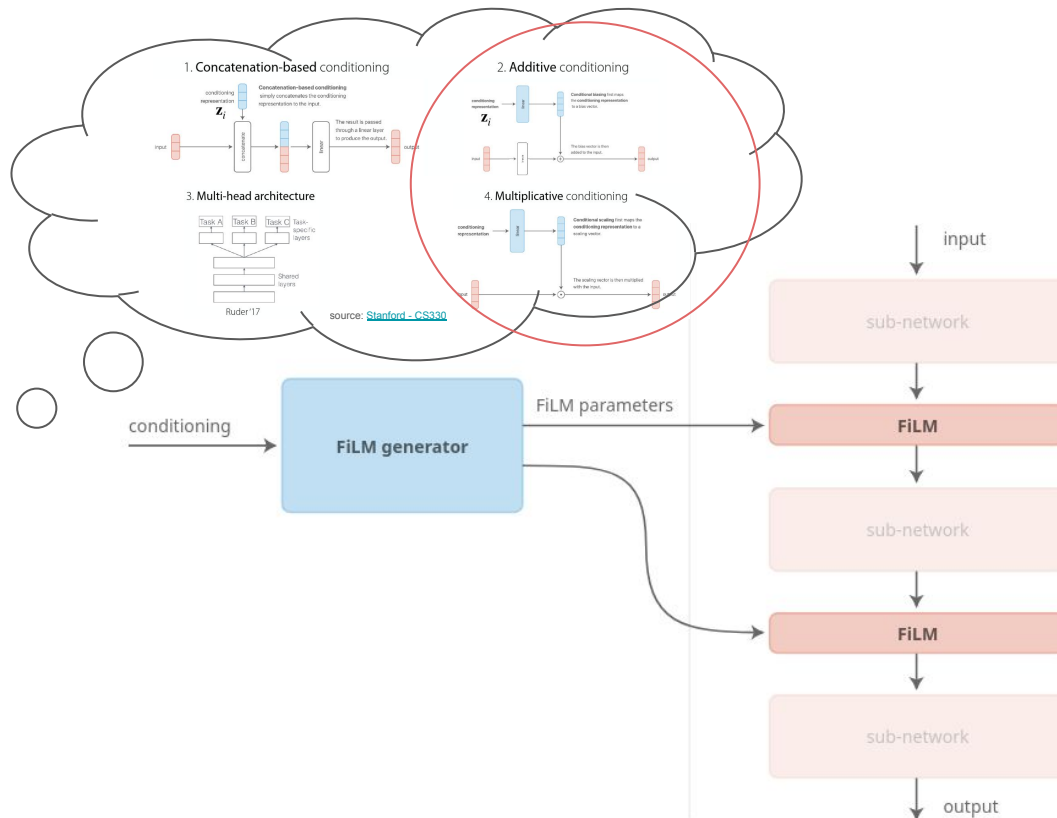 1. Concatenation-based conditioning
conditioning
representation
Concatenation-based conditioning
simply concatenates the conditioning
representation to the input.
zi
input
concatenate
linear
The result is passed
through a linear layer
to produce the output.
output
2. Additive conditioning
conditioning
representation
zi
linear
Conditional biasing first maps
the conditioning representation
to a bias vector.
The bias vector is then
added to the input.
input
output
3. Multi-head architecture
Task A
Task B
Task C
Task-
specific
layers
Shared
layers
Ruder'17
4. Multiplicative conditioning
conditioning
representation
linear
Conditional scaling first maps the
conditioning representation to a
scaling vector.
The scaling vector is then multiplied
with the input.
input
output
source: Stanford - CS330
conditioning
FiLM generator
FiLM parameters
input
sub-network
FiLM
sub-network
FiLM
sub-network
output